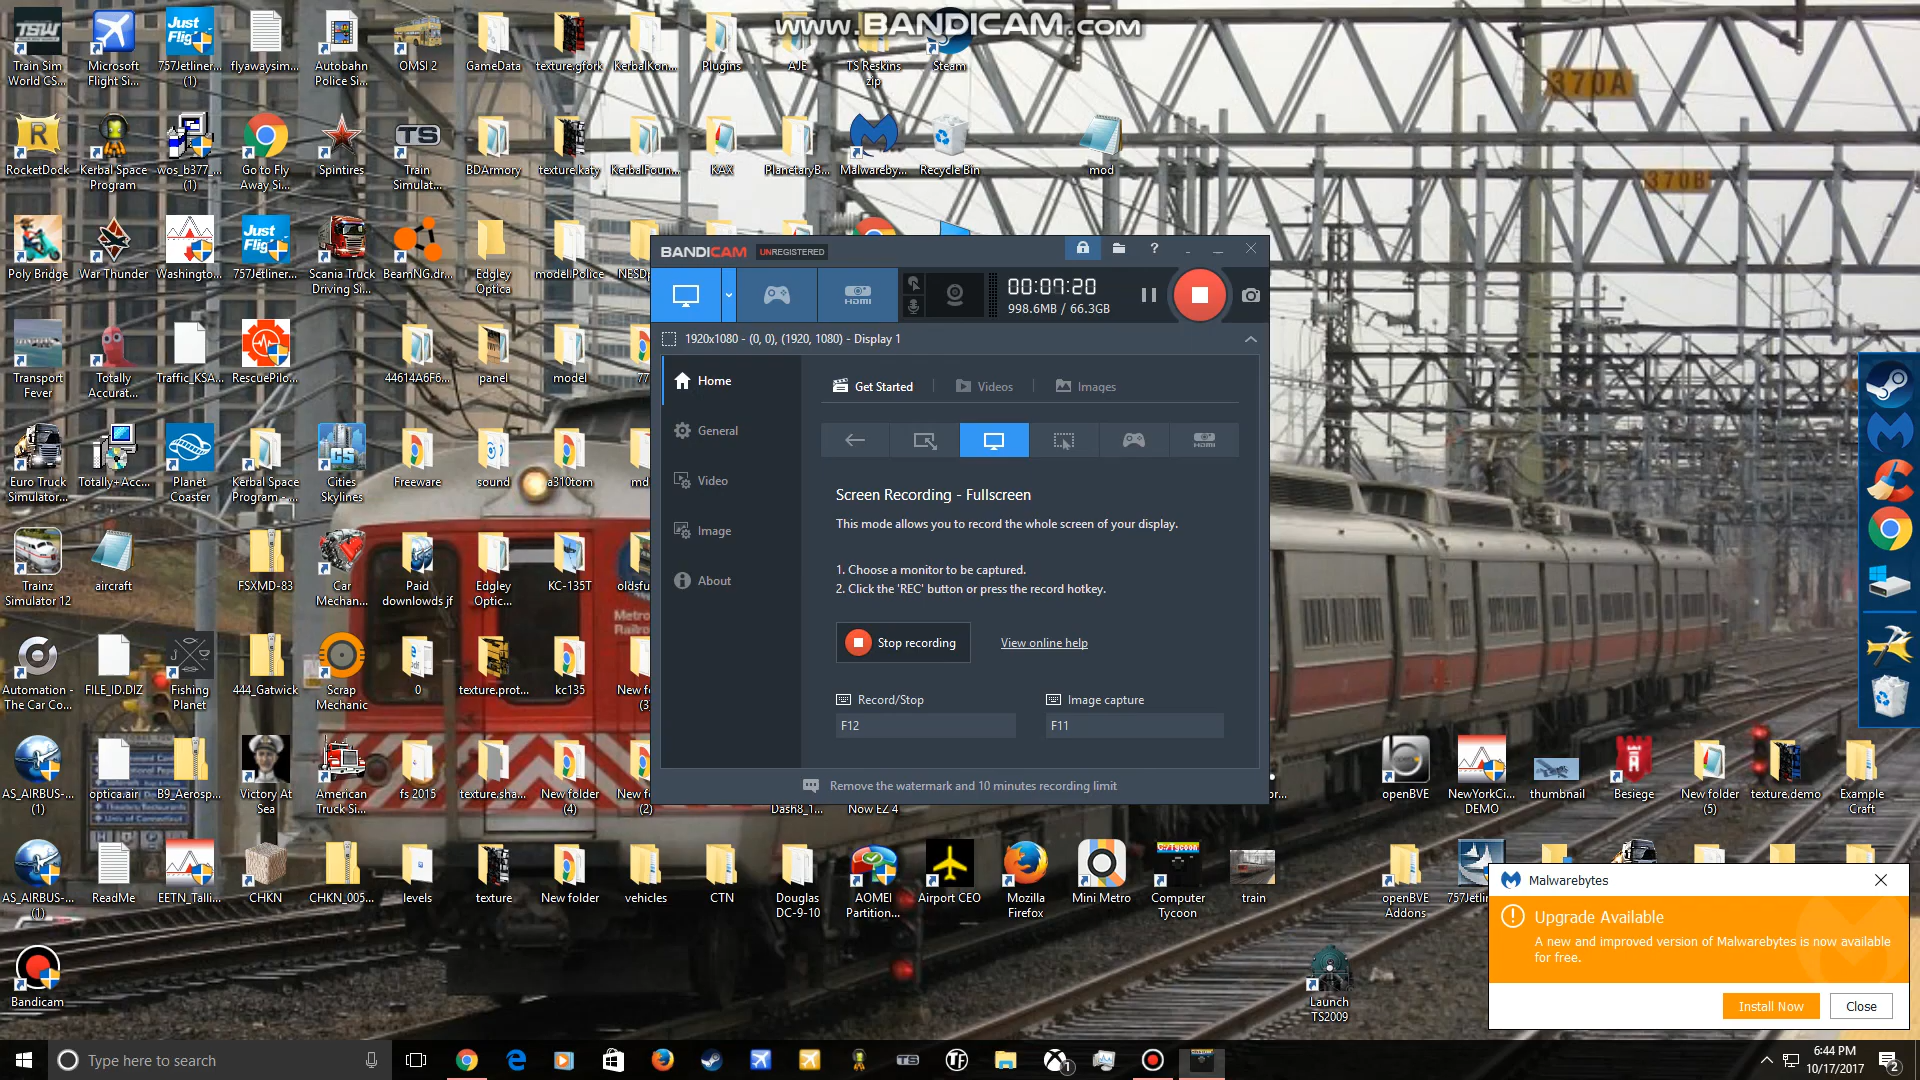 www.BANDICAM.com
Train Sim
World CS...
Microsoft
Flight Si...
757Jetliner...
(1)
flyawaysim...
Autobahn
Police Si...
OMSI 2
GameData
texture.gfork
KerbalKon...
Plugins
AJE
TS Reskins
zip
Steam
370A
RocketDock
Kerbal Space
Program
wos_b377_...
(1)
Go to Fly
Away Si...
Spintires
Train
Simulat...
BDArmory
texture.katy
KerbalFoun...
KAX
PlanetaryB...
Malwareby...
Recycle Bin
mod
370B
Poly Bridge
War Thunder
Washingto...
757Jetliner...
Scania Truck
Driving Si...
BeamNG.dr...
Edgley
Optica
model.Police
Transport
Fever
Totally
Accurat...
Traffic_KSA...
RescuePilo...
44614A6F6...
panel
model
Euro Truck
Simulator...
Totally+Acc...
Planet
Coaster
Kerbal Space
Program - ...
Cities
Skylines
Freeware
sound
a310tom
Trainz
Simulator 12
aircraft
FSXMD-83
Car
Mechan...
Paid
downlowds jf
Edgley
Optic...
KC-135T
oldsfu
Automation -
The Car Co...
FILE_ID.DIZ
Fishing
Planet
444_Gatwick
Scrap
Mechanic
0
texture.prot...
kc135
New fo
AS_AIRBUS-...
(1)
optica.air
B9_Aerosp...
Victory At
Sea
American
Truck Si...
fs 2015
texture.sha...
New folder
(4)
New fo
(2)
Dash8_1...
Now EZ 4
openBVE
NewYorkCi...
DEMO
thumbnail
Besiege
New folder
(5)
texture.demo
Example
Craft
AS_AIRBUS-...
(1)
ReadMe
EETN_Talli...
CHKN
CHKN_005...
levels
texture
New folder
vehicles
CTN
Douglas
DC-9-10
AOMEI
Partition...
Airport CEO
Mozilla
Firefox
Mini Metro
Computer
Tycoon
train
openBVE
Addons
757Jetlin
Bandicam
Launch
TS2009
BANDICAM UNREGISTERED
HDMI
00:07:20
998.6MB / 66.3GB
1920x1080 - (0, 0), (1920, 1080) - Display 1
Home
General
Video
Image
About
Get Started
Videos
Images
HDMI
Screen Recording - Fullscreen
This mode allows you to record the whole screen of your display.
1. Choose a monitor to be captured.
2. Click the 'REC' button or press the record hotkey.
Stop recording
View online help
Record/Stop
Image capture
F12
F11
Remove the watermark and 10 minutes recording limit
Malwarebytes
Upgrade Available
A new and improved version of Malwarebytes is now available
for free.
Install Now
Close
Type here to search
6:44 PM
10/17/2017